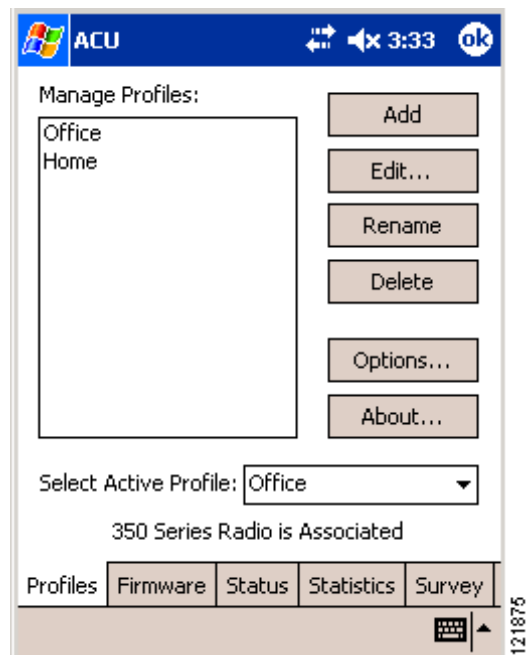 ACU 3:33 ok
Manage Profiles:
Office
Home
Add
Edit...
Rename
Delete
Options...
About...
Select Active Profile: Office
350 Series Radio is Associated
Profiles Firmware Status Statistics Survey
121875